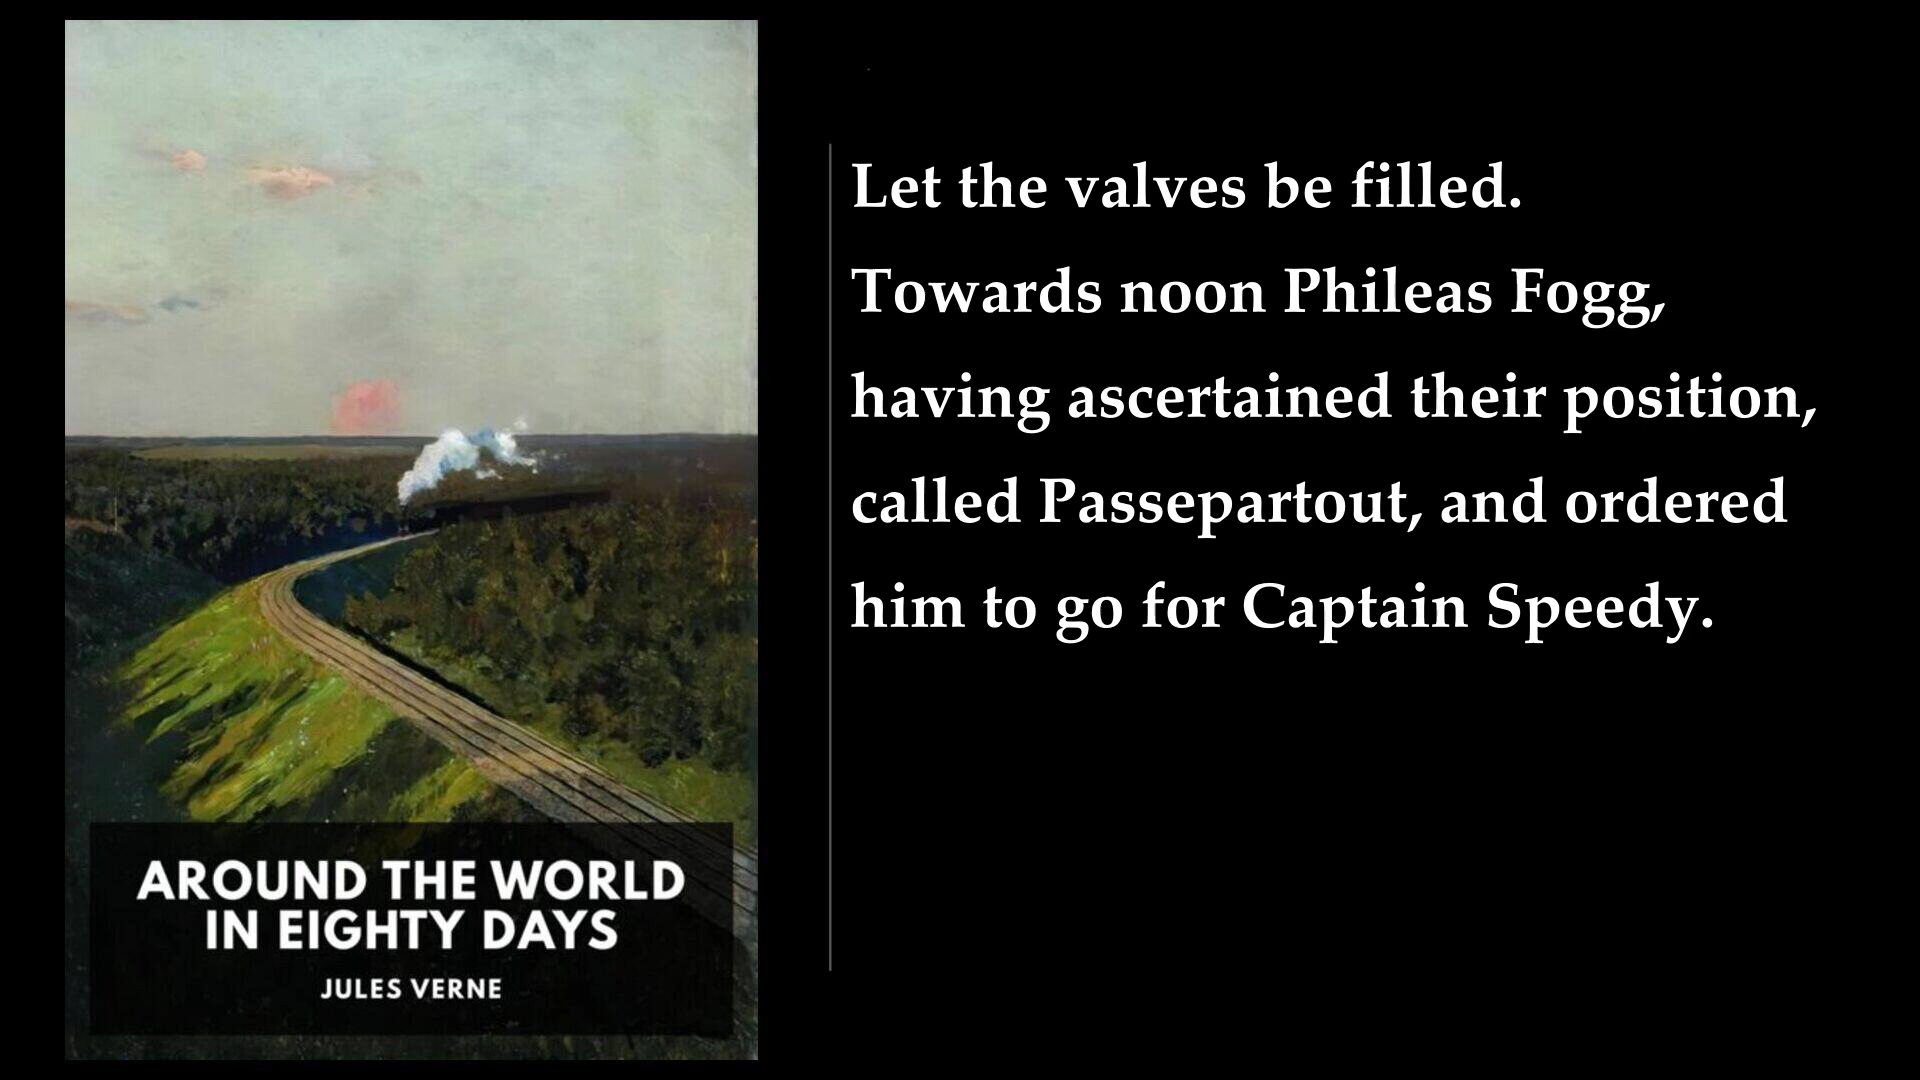 Let the valves be filled.
Towards noon Phileas Fogg,
having ascertained their position,
called Passepartout, and ordered
him to go for Captain Speedy.
AROUND THE WORLD
IN EIGHTY DAYS
JULES VERNE